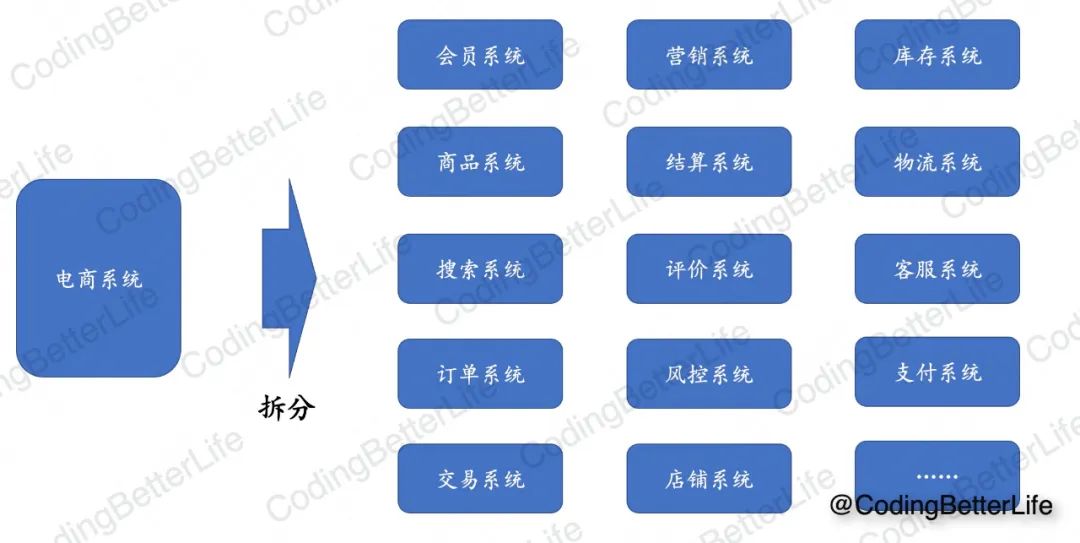 电商系统
拆分
会员系统
营销系统
库存系统
商品系统
结算系统
物流系统
搜索系统
评价系统
客服系统
订单系统
风控系统
支付系统
交易系统
店铺系统
……
@CodingBetterLife
CodingBetterLife